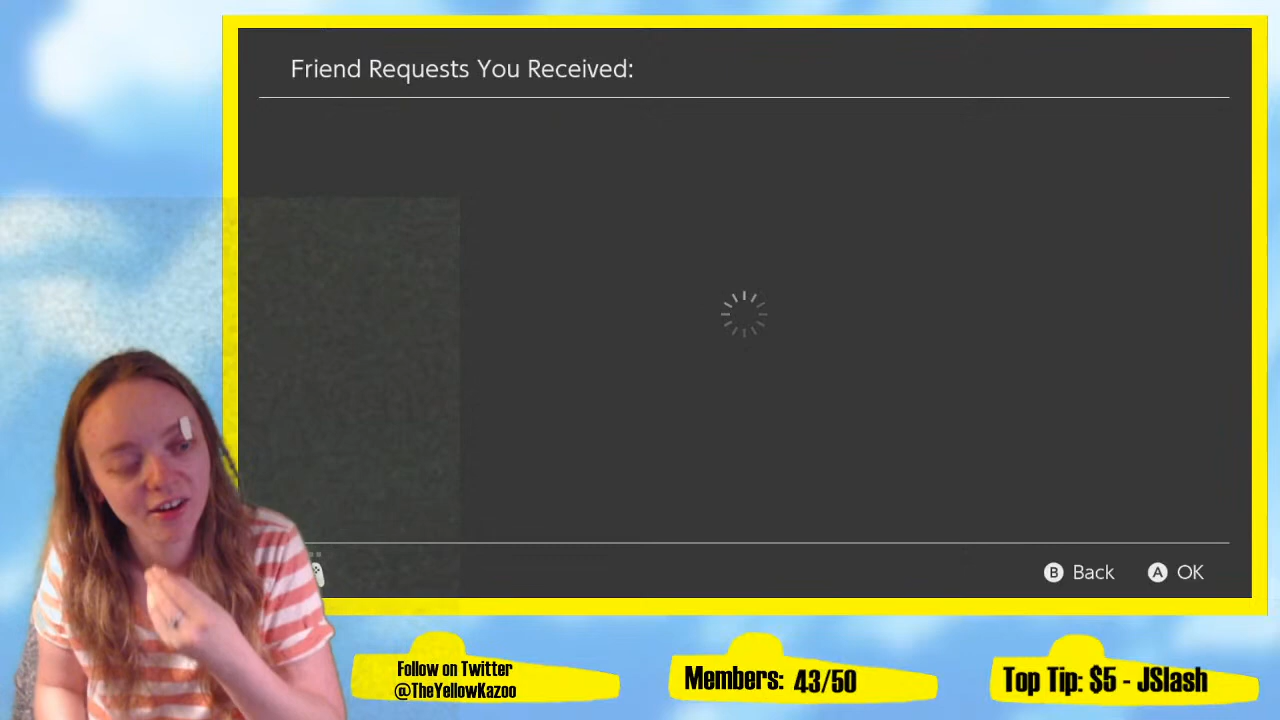 Friend Requests You Received:
B Back A OK
Follow on Twitter
@TheYellowKazoo
Members: 43/50
Top Tip: $5 - JSlash